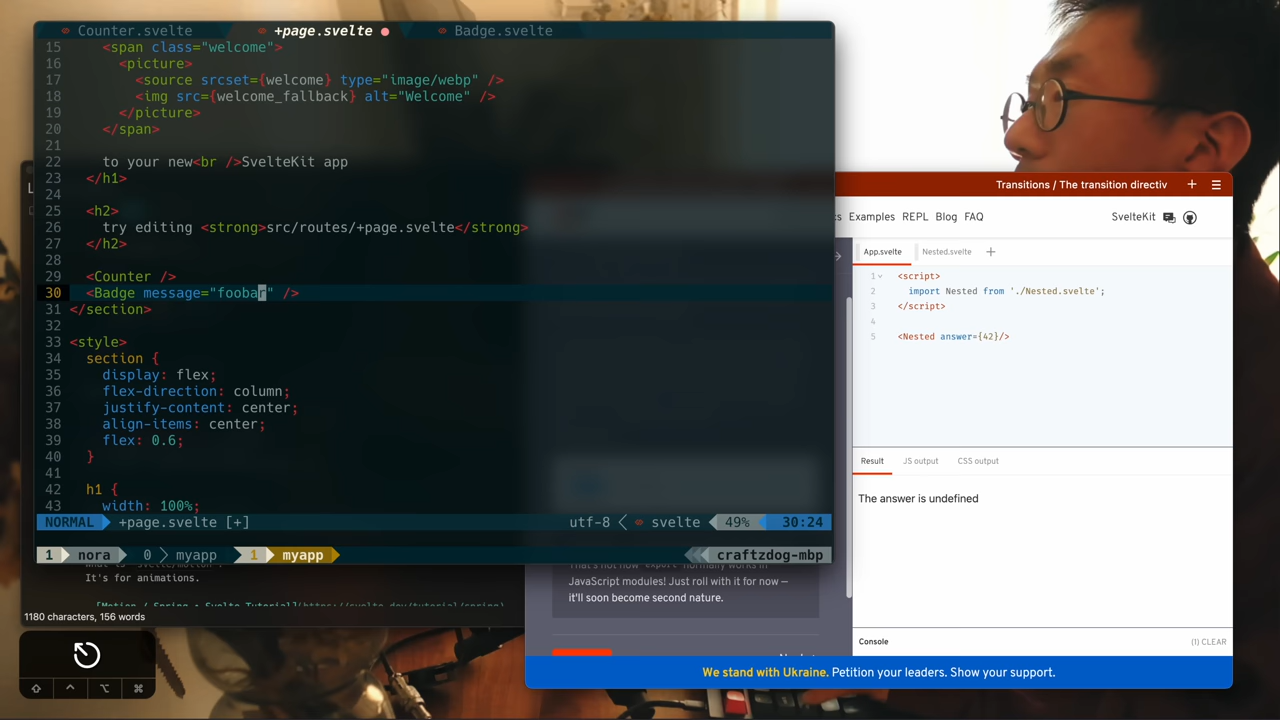 Counter.svelte
+page.svelte
Badge.svelte
15 <span class="welcome">
16 <picture>
17 <source srcset={welcome} type="image/webp" />
18 <img src={welcome_fallback} alt="Welcome" />
19 </picture>
20 </span>
21
22 to your new<br />SvelteKit app
23 </h1>
24
25 <h2>
26 try editing <strong>src/routes/+page.svelte</strong>
27 </h2>
28
29 <Counter />
30 <Badge message="foobar" />
31 </section>
32
33 <style>
34 section {
35 display: flex;
36 flex-direction: column;
37 justify-content: center;
38 align-items: center;
39 flex: 0.6;
40 }
41
42 h1 {
43 width: 100%;
NORMAL +page.svelte [+] utf-8 svelte 49% 30:24
1 nora 0 myapp 1 myapp craftzdog-mbp
It's for animations.
[Motion / Spring • Svelte Tutorial](https://svelte.dev/tutorial/spring)
1180 characters, 156 words
Transitions / The transition directiv
Examples REPL Blog FAQ SvelteKit
App.svelte Nested.svelte
1 <script>
2 import Nested from './Nested.svelte';
3 </script>
4
5 <Nested answer={42}/>
Result JS output CSS output
The answer is undefined
JavaScript modules! Just roll with it for now —
it'll soon become second nature.
Console (1) CLEAR
We stand with Ukraine. Petition your leaders. Show your support.